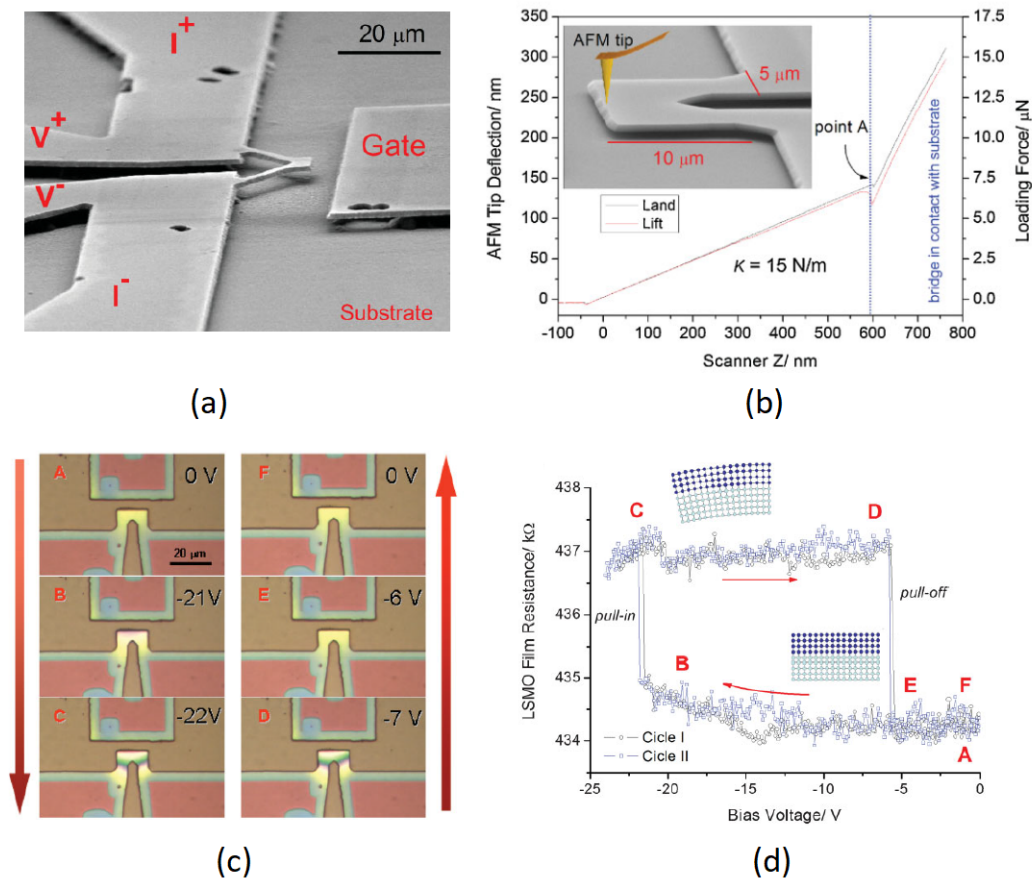 I+
20 μm
V+
V-
Gate
I-
Substrate
(a)
350
300
250
200
150
100
50
0
AFM Tip Deflection/ nm
17.5
15.0
12.5
10.0
7.5
5.0
2.5
0.0
Loading Force/ μN
AFM tip
5 μm
10 μm
point A
Land
Lift
K = 15 N/m
bridge in contact with substrate
-100 0 100 200 300 400 500 600 700 800
Scanner Z/ nm
(b)
A 0 V
20 μm
B -21V
C -22V
F 0 V
E -6 V
D -7 V
(c)
438
437
436
435
434
LSMO Film Resistance/ kΩ
C
D
pull-in
pull-off
B
E
F
A
Cicle I
Cicle II
-25 -20 -15 -10 -5 0
Bias Voltage/ V
(d)